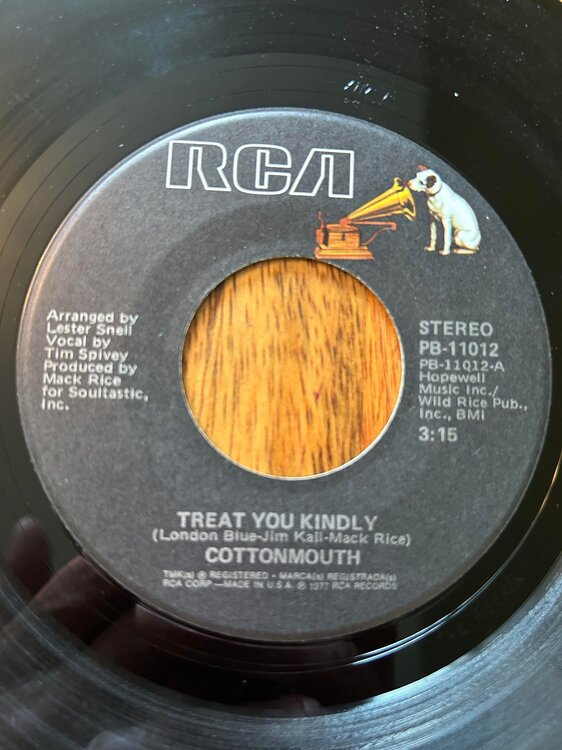 RCA
Arranged by
Lester Snell
Vocal by
Tim Spivey
Produced by
Mack Rice
for Soultastic,
Inc.
STEREO
PB-11012
PB-11012-A
Hopewell
Music Inc./
Wild Rice Pub.,
Inc., BMI
3:15
TREAT YOU KINDLY
(London Blue-Jim Kali-Mack Rice)
COTTONMOUTH
TMK(s) ® REGISTERED • MARCA(s) REGISTRADA(s)
RCA CORP.—MADE IN U.S.A. ℗ 1977 RCA RECORDS